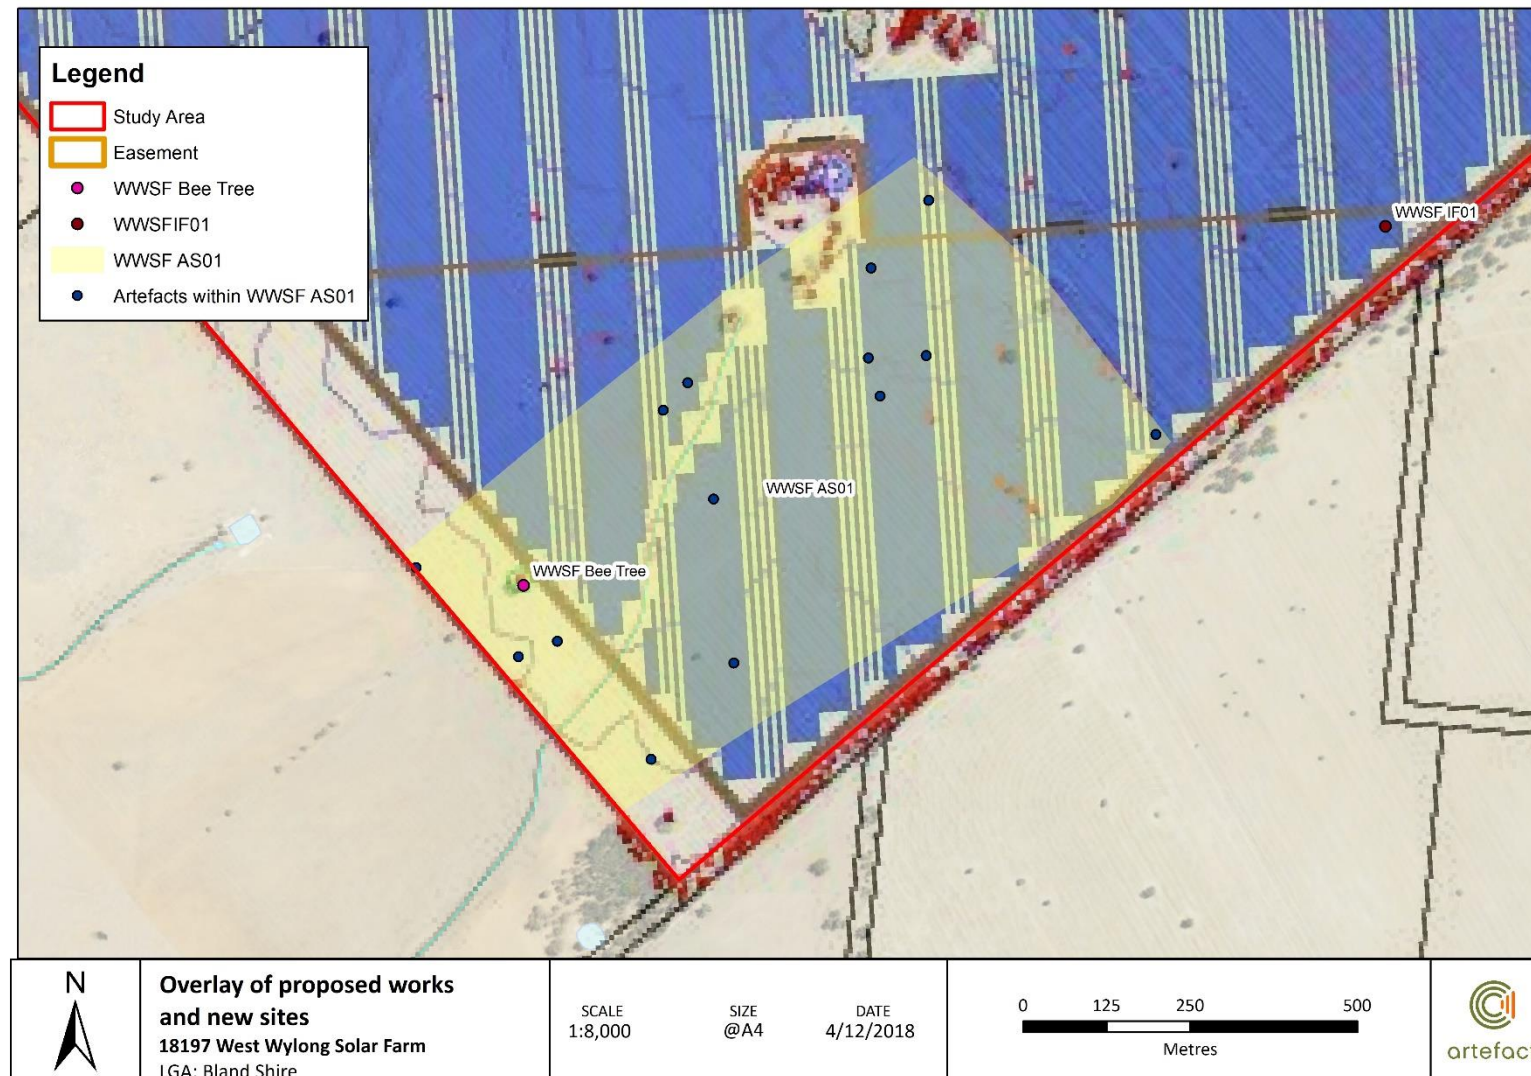 Legend
Study Area
Easement
WWSF Bee Tree
WWSFIF01
WWSF AS01
Artefacts within WWSF AS01
WWSF IF01
WWSF AS01
WWSF Bee Tree
N
Overlay of proposed works
and new sites
18197 West Wylong Solar Farm
LGA: Bland Shire
SCALE
1:8,000
SIZE
@A4
DATE
4/12/2018
0 125 250 500
Metres
artefact